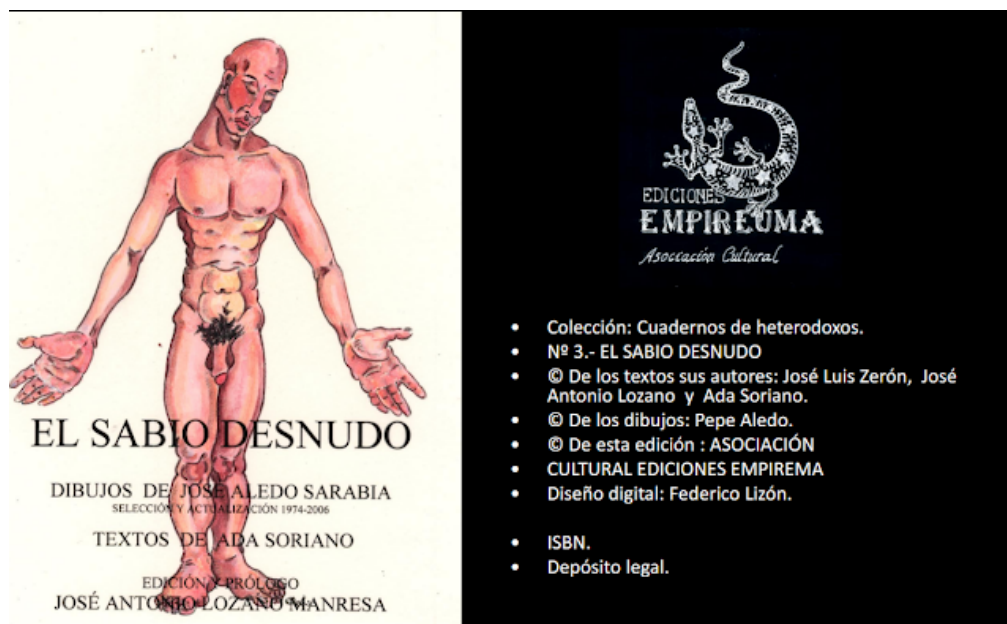 EL SABIO DESNUDO
DIBUJOS DE JOSÉ ALEDO SARABIA
SELECCIÓN Y ACTUALIZACIÓN 1974-2006
TEXTOS DE ADA SORIANO
EDICIÓN Y PRÓLOGO
JOSÉ ANTONIO LOZANO MANRESA
EDICIONES
EMPIREUMA
Asociación Cultural
• Colección: Cuadernos de heterodoxos.
• Nº 3.- EL SABIO DESNUDO
• © De los textos sus autores: José Luis Zerón, José
Antonio Lozano y Ada Soriano.
• © De los dibujos: Pepe Aledo.
• © De esta edición : ASOCIACIÓN
• CULTURAL EDICIONES EMPIREMA
• Diseño digital: Federico Lizón.
• ISBN.
• Depósito legal.